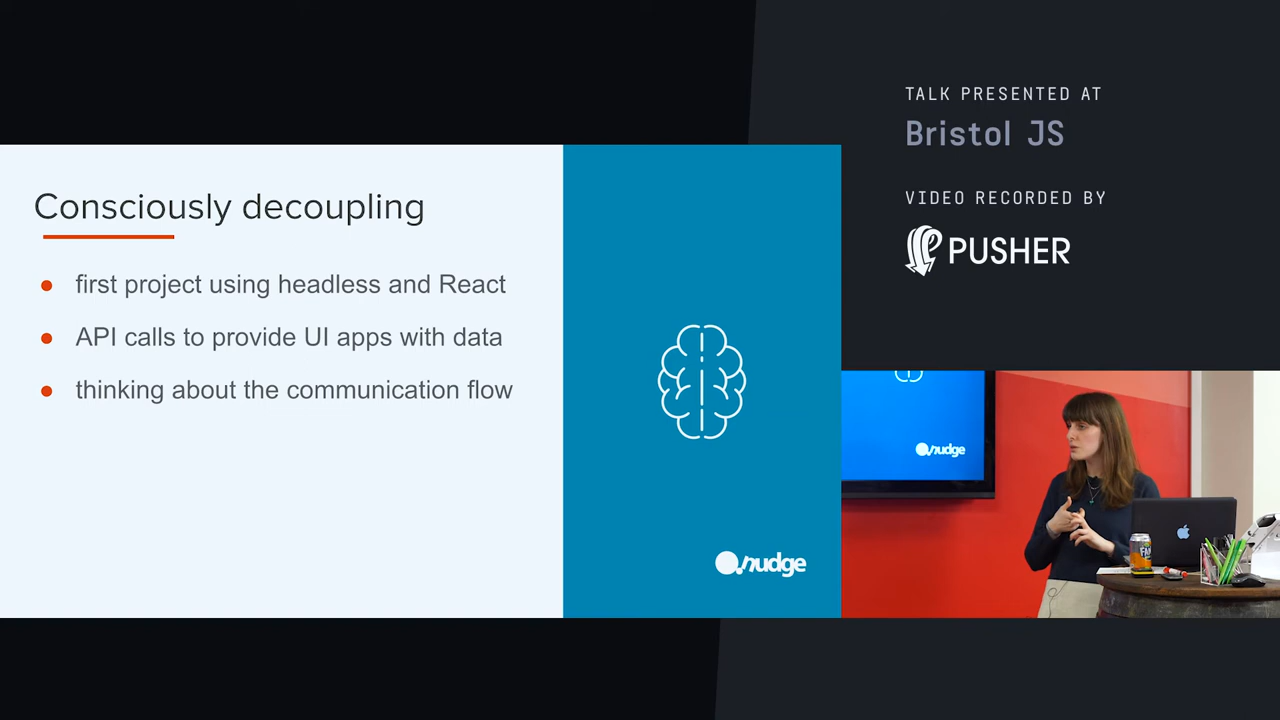 TALK PRESENTED AT
Bristol JS
VIDEO RECORDED BY
PUSHER
Consciously decoupling
first project using headless and React
API calls to provide UI apps with data
thinking about the communication flow
nudge
nudge